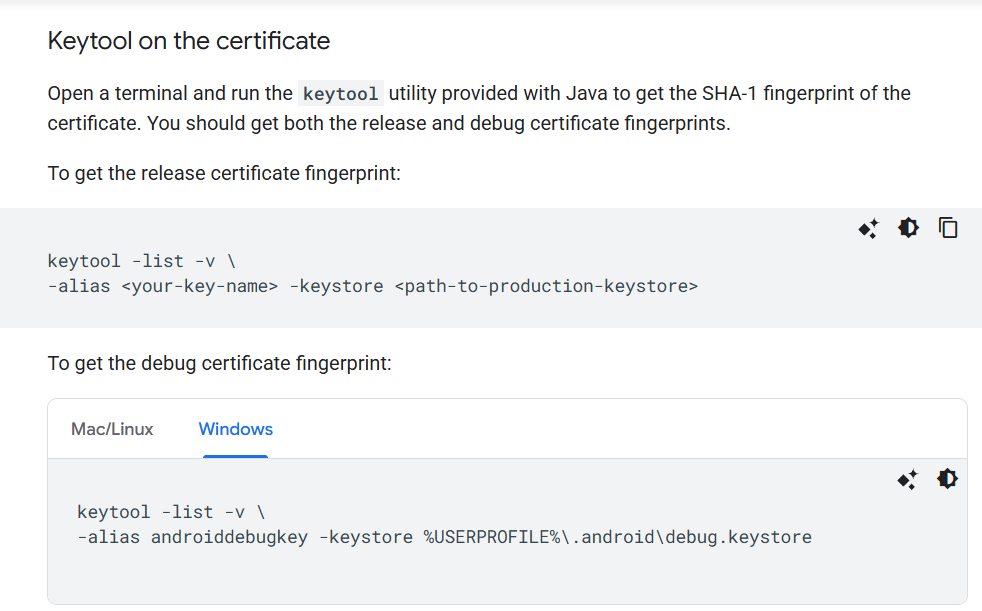 Keytool on the certificate
Open a terminal and run the keytool utility provided with Java to get the SHA-1 fingerprint of the
certificate. You should get both the release and debug certificate fingerprints.
To get the release certificate fingerprint:
keytool -list -v \
-alias <your-key-name> -keystore <path-to-production-keystore>
To get the debug certificate fingerprint:
Mac/Linux Windows
keytool -list -v \
-alias androiddebugkey -keystore %USERPROFILE%\.android\debug.keystore